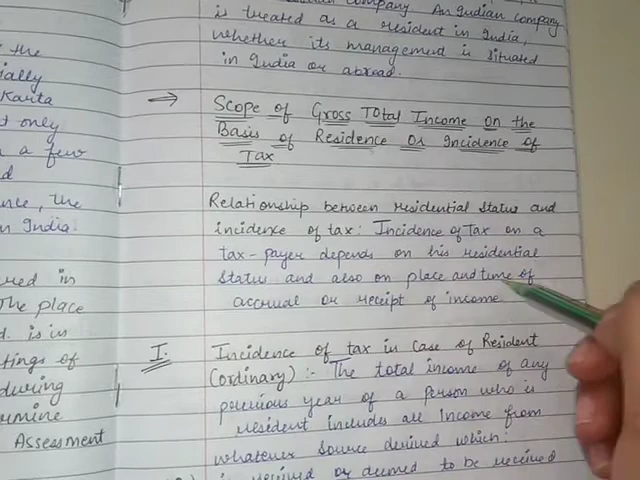 the
cially
Karta
t only
n a few
d
nce, the
n India.
red in
The place
d. is in
tings of
during
ermine
Assessment
Company. An Indian company
is treated as a resident in India,
whether its management is situated
in India or abroad.
→ Scope of Gross Total Income on the
Basis of Residence Or Incidence of
Tax
Relationship between residential status and
incidence of tax: Incidence of Tax on a
tax-payer depends on his residential
status and also on place and time of
accrual or receipt of income
I. Incidence of tax in case of Resident
(ordinary) :- The total income of any
previous year of a person who is
resident includes all Income from
whatever source derived which:
is received or deemed to be received